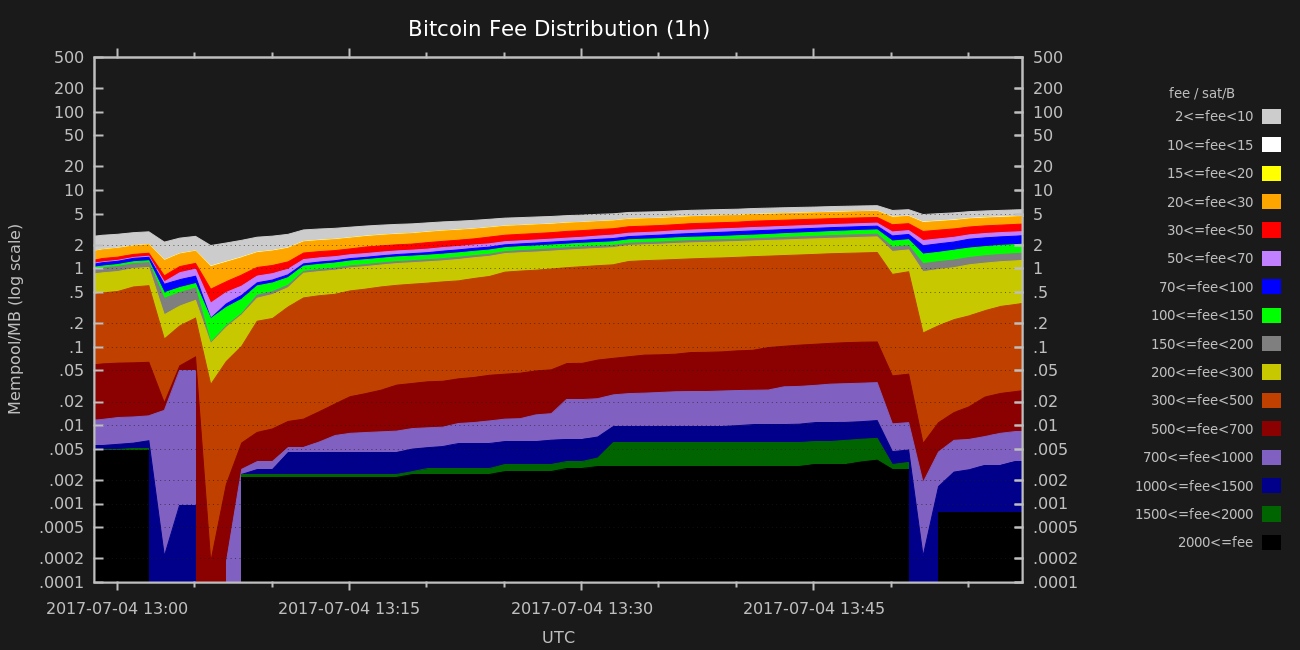 Bitcoin Fee Distribution (1h)
Mempool/MB (log scale)
500
200
100
50
20
10
5
2
1
.5
.2
.1
.05
.02
.01
.005
.002
.001
.0005
.0002
.0001
500
200
100
50
20
10
5
2
1
.5
.2
.1
.05
.02
.01
.005
.002
.001
.0005
.0002
.0001
2017-07-04 13:00 2017-07-04 13:15 2017-07-04 13:30 2017-07-04 13:45
UTC
fee / sat/B
2<=fee<10
10<=fee<15
15<=fee<20
20<=fee<30
30<=fee<50
50<=fee<70
70<=fee<100
100<=fee<150
150<=fee<200
200<=fee<300
300<=fee<500
500<=fee<700
700<=fee<1000
1000<=fee<1500
1500<=fee<2000
2000<=fee